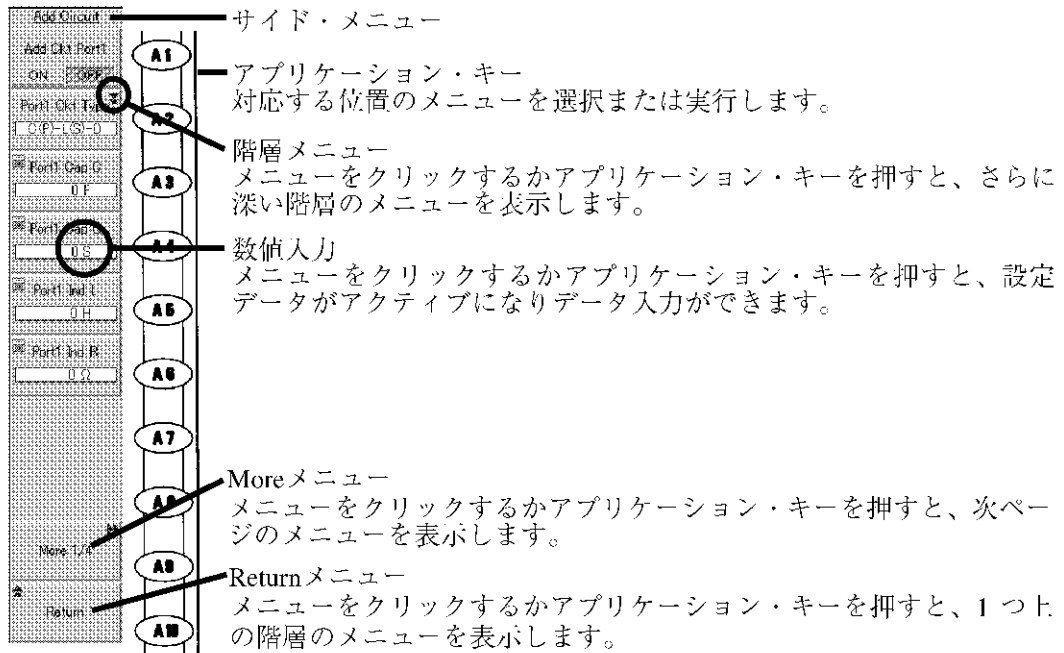 Add Circuit
サイド・メニュー
Add Ckt Port1
ON OFF
A1
アプリケーション・キー
対応する位置のメニューを選択または実行します。
Port1 Ckt
C(P)-L(S)-O
A2
階層メニュー
メニューをクリックするかアプリケーション・キーを押すと、さらに
深い階層のメニューを表示します。
Port1 Cap C
0 F
A3
Port1
0 S
A4
数値入力
メニューをクリックするかアプリケーション・キーを押すと、設定
データがアクティブになりデータ入力ができます。
Port1 Ind L
0 H
A5
Port1 Ind R
0 Ω
A6
A7
Moreメニュー
メニューをクリックするかアプリケーション・キーを押すと、次ペー
ジのメニューを表示します。
A8
More 1/4
A9
Returnメニュー
メニューをクリックするかアプリケーション・キーを押すと、1 つ上
の階層のメニューを表示します。
Return
A10